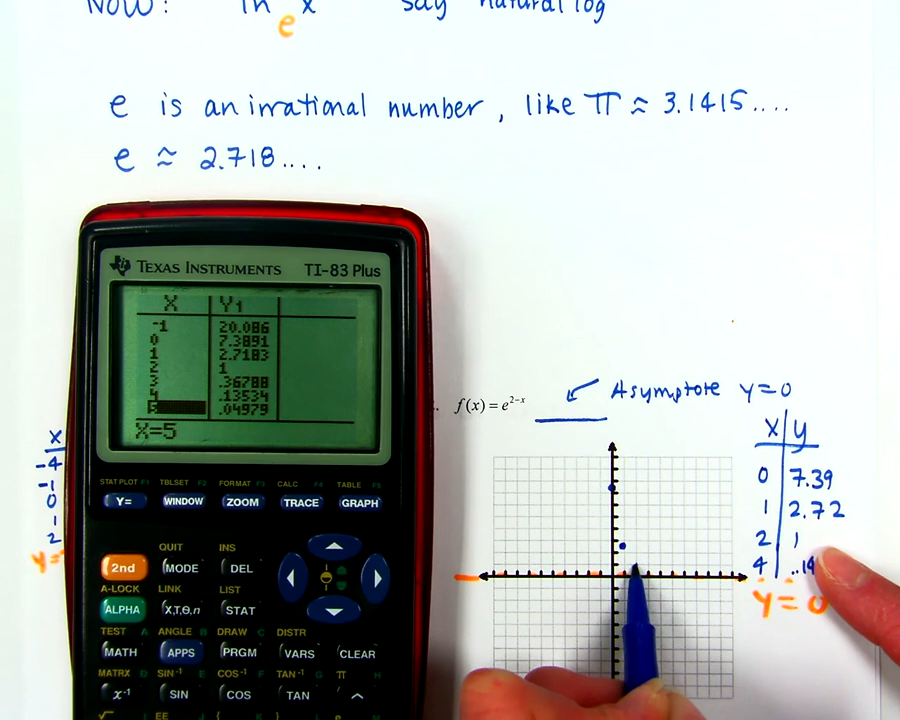 Now: ln e x say natural log
e is an irrational number, like π ≈ 3.1415....
e ≈ 2.718....
TEXAS INSTRUMENTS TI-83 Plus
X Y₁
-1 20.086
0 7.3891
1 2.7183
2 1
3 .36788
4 .13534
5 .04979
X=5
Asymptote y=0
f(x) = e²⁻ˣ
x y
0 7.39
1 2.72
2 1
4 .14
y = 0
x
-4
-1
0
1
2
y=
STAT PLOT F1 TBLSET F2 FORMAT F3 CALC F4 TABLE F5
Y= WINDOW ZOOM TRACE GRAPH
QUIT INS
2nd MODE DEL
A-LOCK LINK LIST
ALPHA X,T,Θ,n STAT
TEST A ANGLE B DRAW C DISTR
MATH APPS PRGM VARS CLEAR
MATRX D SIN⁻¹ E COS⁻¹ F TAN⁻¹ G π H
x⁻¹ SIN COS TAN ^
√ I EE J